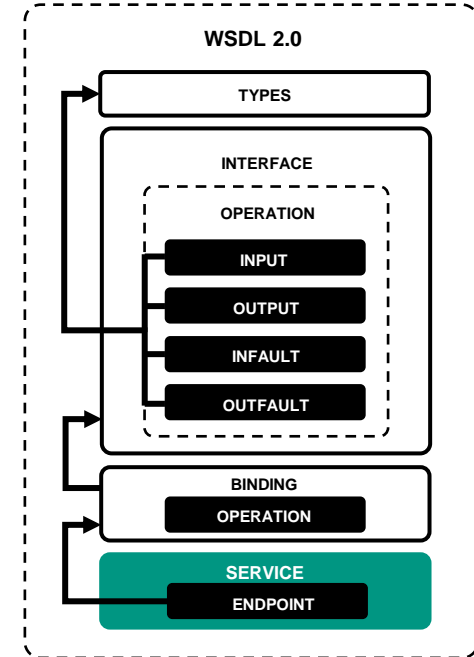 WSDL 2.0
TYPES
INTERFACE
OPERATION
INPUT
OUTPUT
INFAULT
OUTFAULT
BINDING
OPERATION
SERVICE
ENDPOINT